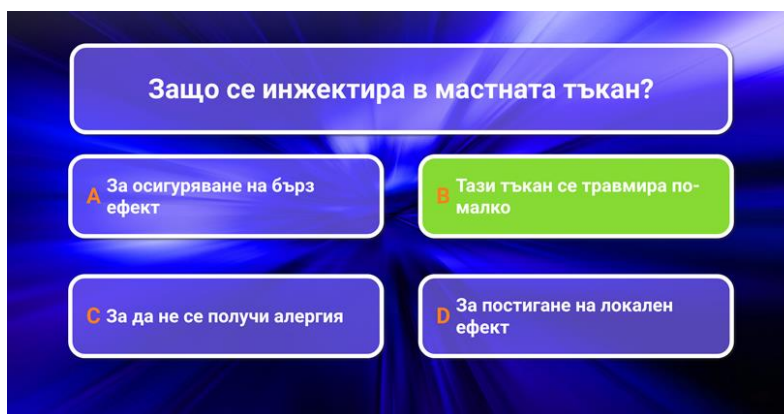 Защо се инжектира в мастната тъкан?
A За осигуряване на бърз
ефект
B Тази тъкан се травмира по-
малко
C За да не се получи алергия
D За постигане на локален
ефект